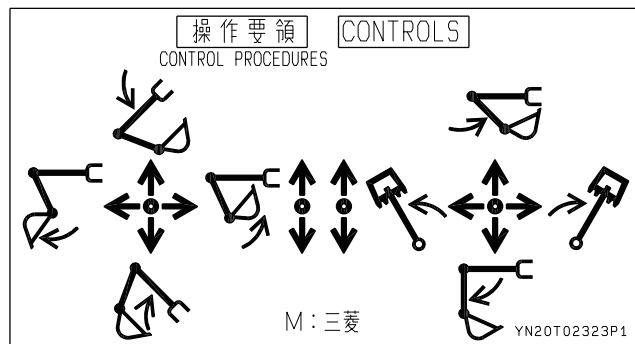 操作要領 CONTROLS
CONTROL PROCEDURES
M:三菱
YN20T02323P1